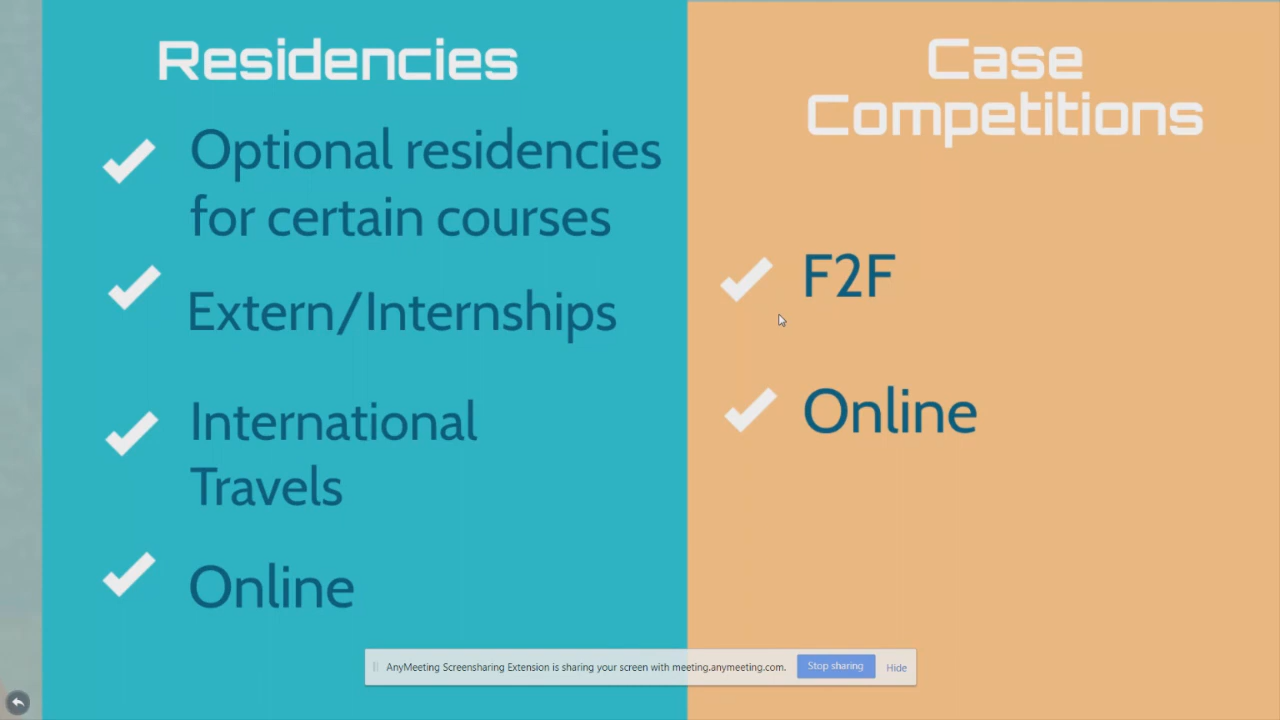 Residencies
Optional residencies
for certain courses
Extern/Internships
International
Travels
Online
Case
Competitions
F2F
Online
AnyMeeting Screensharing Extension is sharing your screen with meeting.anymeeting.com.
Stop sharing
Hide